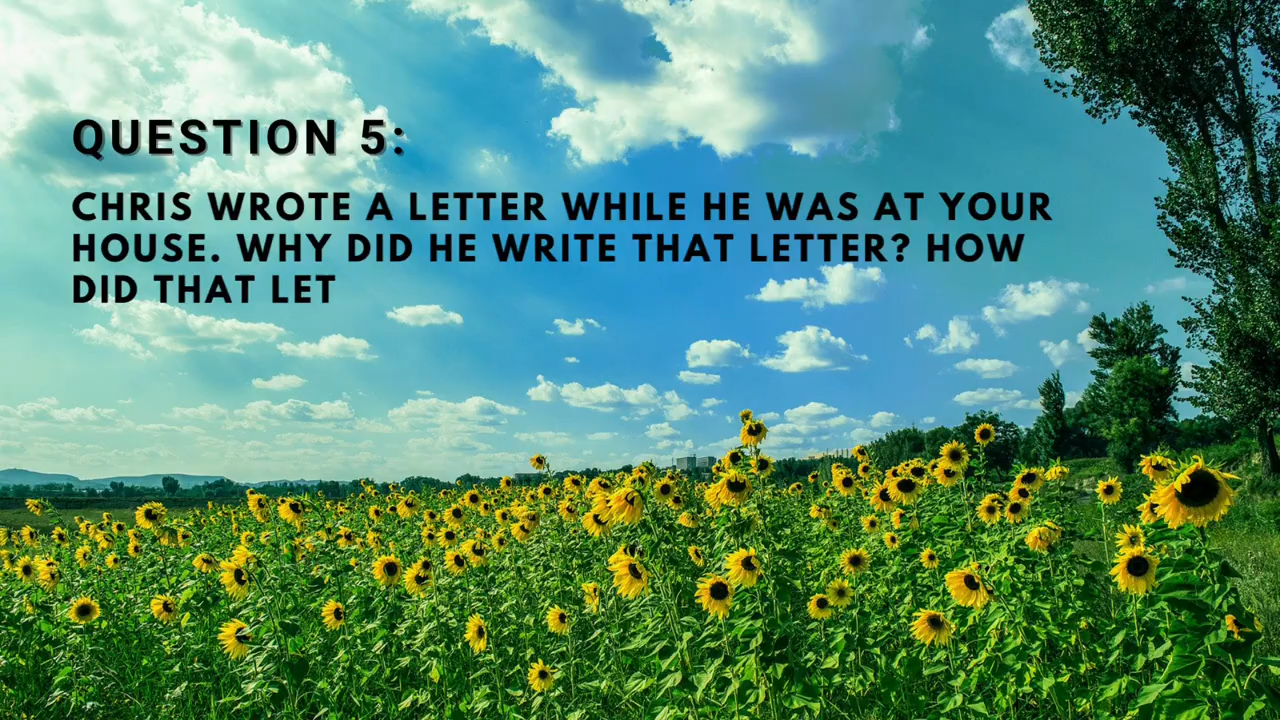 QUESTION 5:
CHRIS WROTE A LETTER WHILE HE WAS AT YOUR
HOUSE. WHY DID HE WRITE THAT LETTER? HOW
DID THAT LET